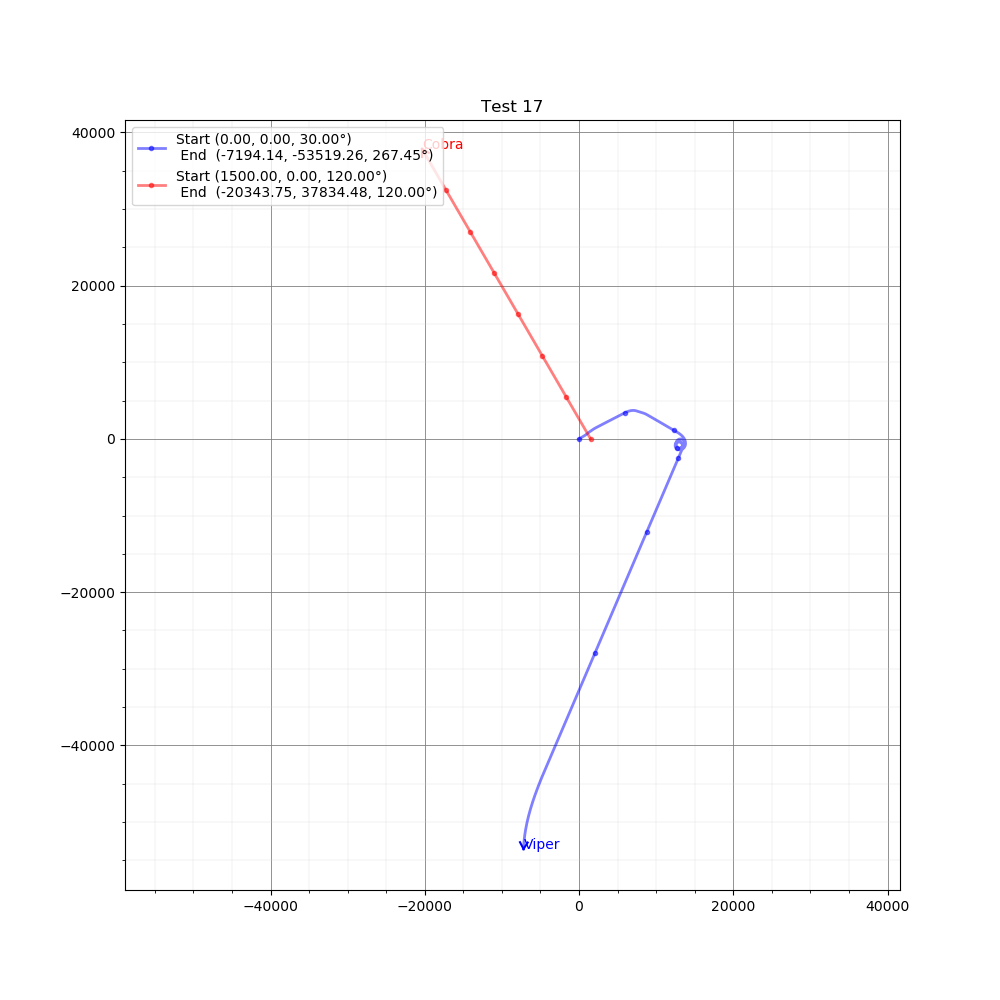 Test 17
Start (0.00, 0.00, 30.00°)
End (-7194.14, -53519.26, 267.45°)
Start (1500.00, 0.00, 120.00°)
End (-20343.75, 37834.48, 120.00°)
Cobra
40000
20000
0
−20000
−40000
Viper
−40000
−20000
0
20000
40000